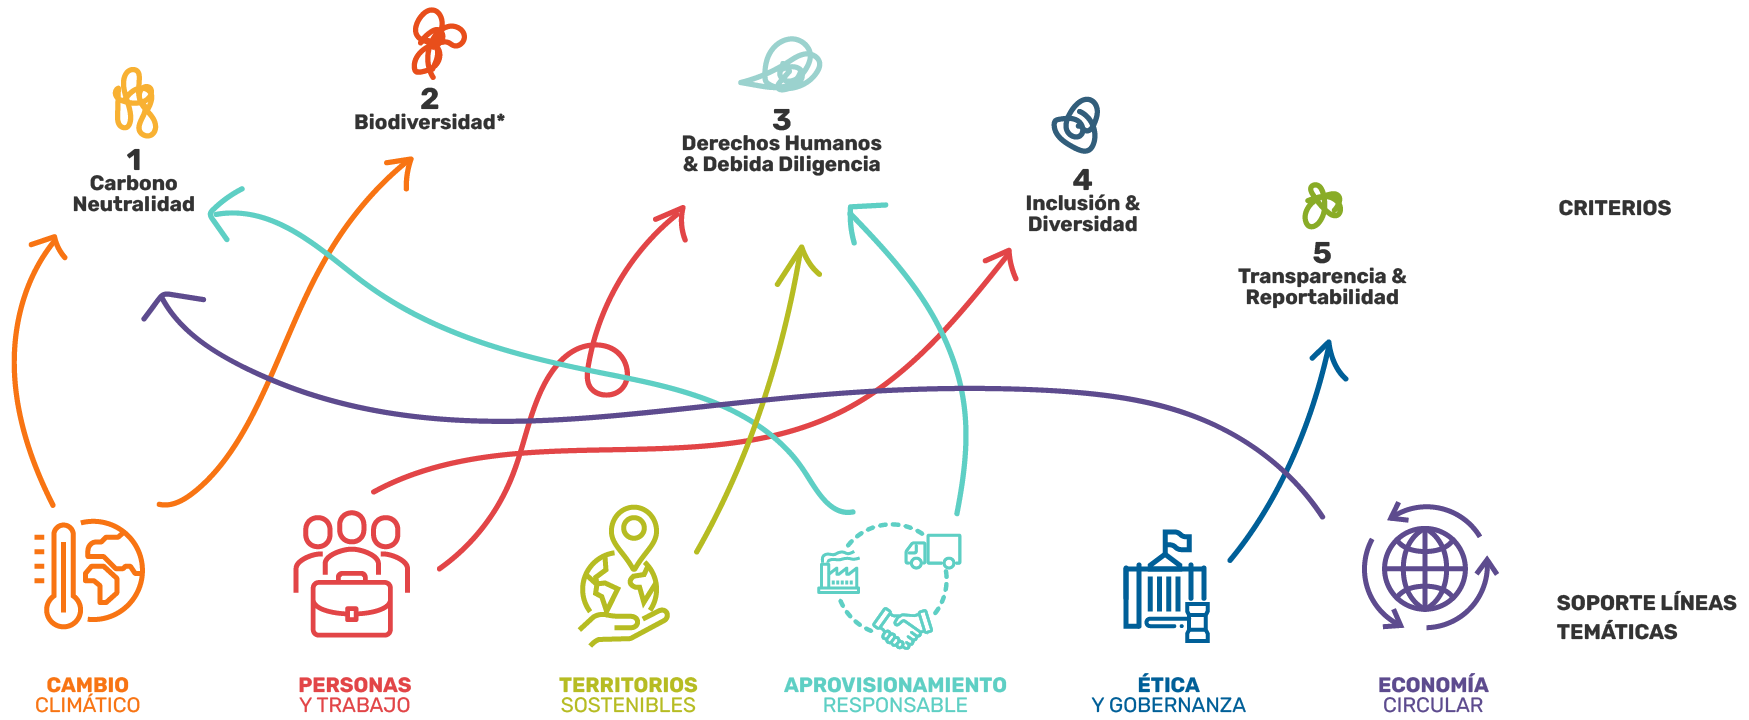 1
Carbono
Neutralidad
2
Biodiversidad*
3
Derechos Humanos
& Debida Diligencia
4
Inclusión &
Diversidad
5
Transparencia &
Reportabilidad
CRITERIOS
SOPORTE LÍNEAS
TEMÁTICAS
CAMBIO
CLIMÁTICO
PERSONAS
Y TRABAJO
TERRITORIOS
SOSTENIBLES
APROVISIONAMIENTO
RESPONSABLE
ÉTICA
Y GOBERNANZA
ECONOMÍA
CIRCULAR